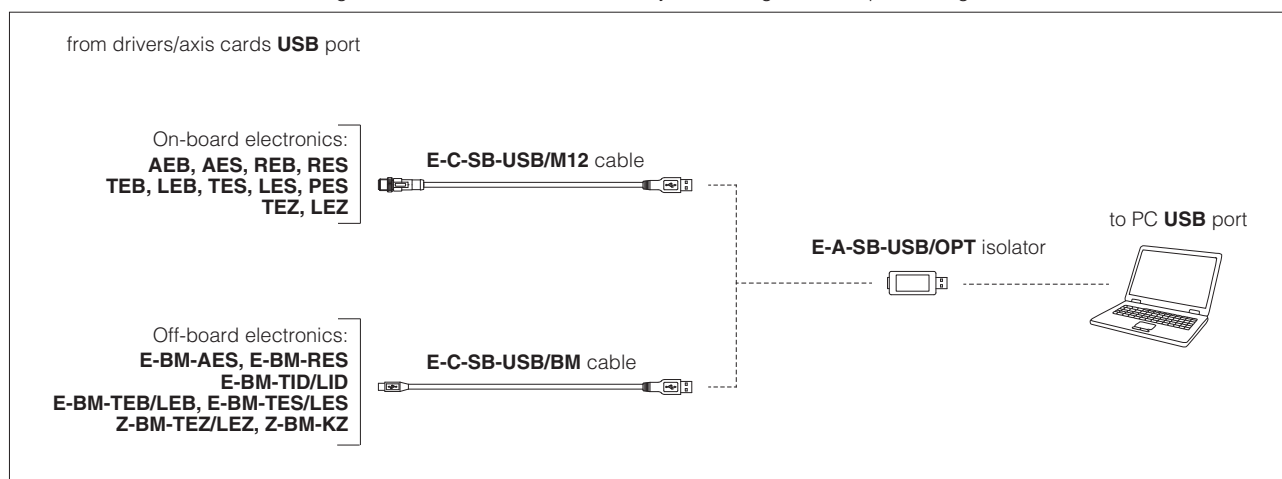 from drivers/axis cards USB port
On-board electronics:
AEB, AES, REB, RES
TEB, LEB, TES, LES, PES
TEZ, LEZ
E-C-SB-USB/M12 cable
E-A-SB-USB/OPT isolator
to PC USB port
Off-board electronics:
E-BM-AES, E-BM-RES
E-BM-TID/LID
E-BM-TEB/LEB, E-BM-TES/LES
Z-BM-TEZ/LEZ, Z-BM-KZ
E-C-SB-USB/BM cable